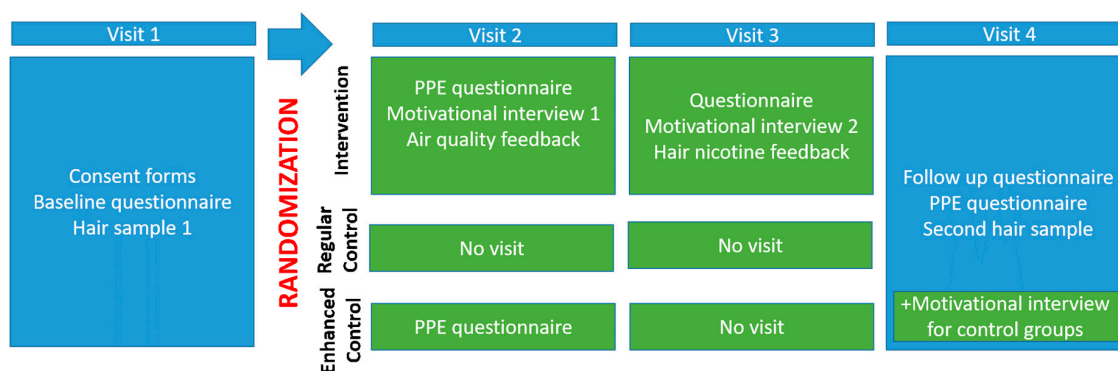 Visit 1
Consent forms
Baseline questionnaire
Hair sample 1
RANDOMIZATION
Visit 2
Visit 3
Visit 4
Intervention
PPE questionnaire
Motivational interview 1
Air quality feedback
Questionnaire
Motivational interview 2
Hair nicotine feedback
Regular
Control
No visit
No visit
Enhanced
Control
PPE questionnaire
No visit
Follow up questionnaire
PPE questionnaire
Second hair sample
+Motivational interview
for control groups